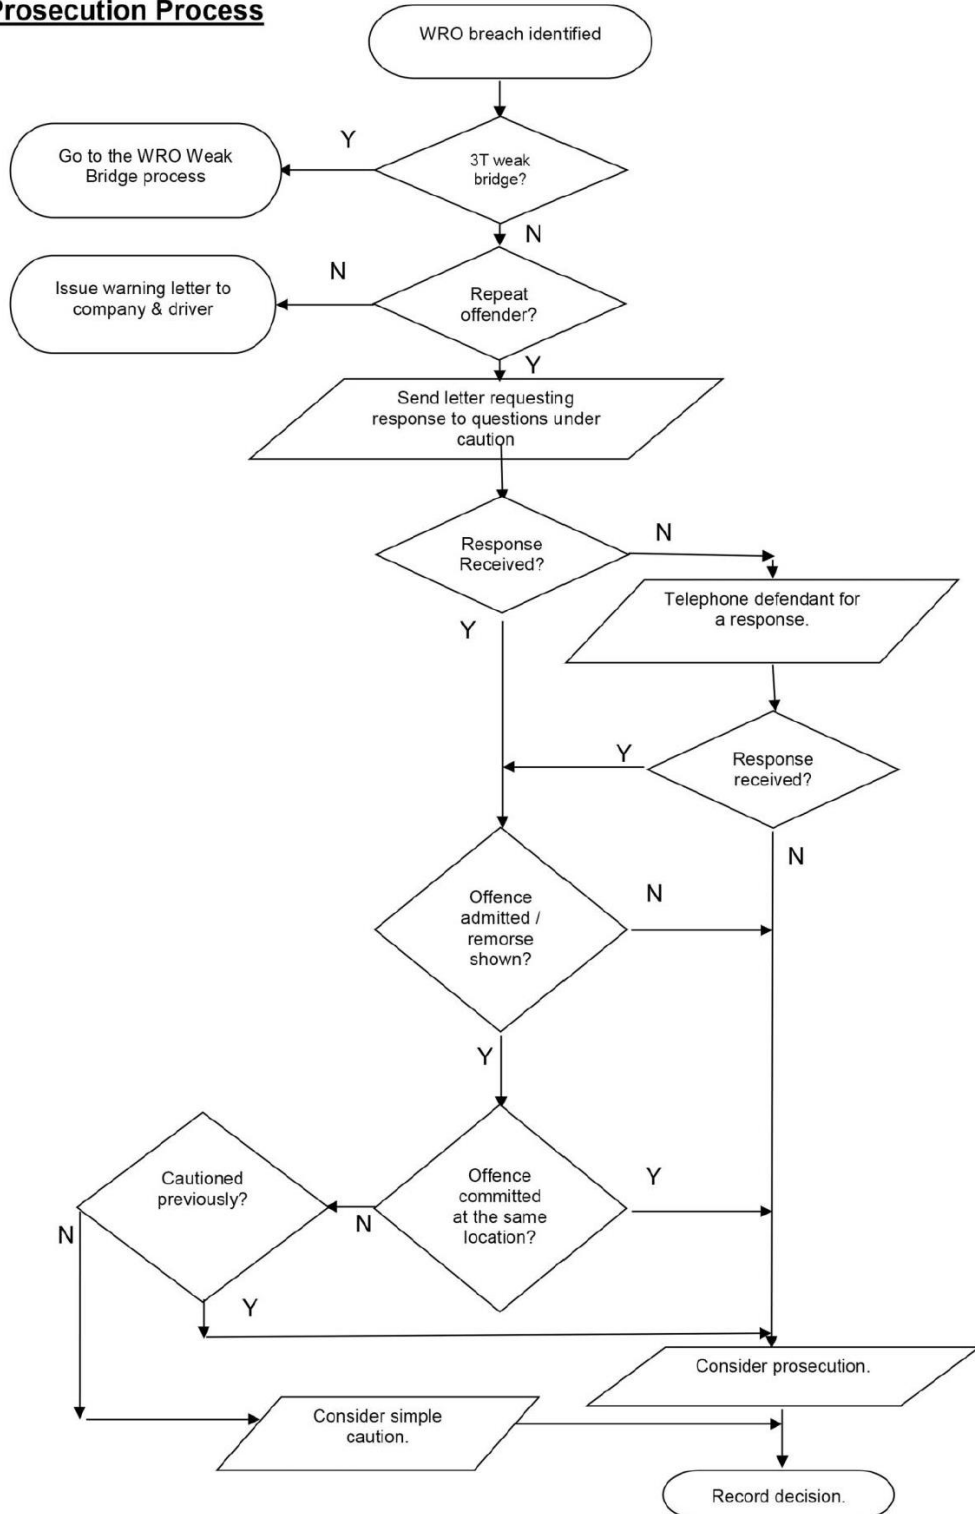 Prosecution Process
WRO breach identified
Y
Go to the WRO Weak
Bridge process
3T weak
bridge?
N
N
Issue warning letter to
company & driver
Repeat
offender?
Y
Send letter requesting
response to questions under
caution
Response
Received?
N
Telephone defendant for
a response.
Y
Y
Response
received?
N
Offence
admitted /
remorse
shown?
N
Y
Cautioned
previously?
Offence
committed
at the same
location?
Y
N
N
Y
Consider prosecution.
Consider simple
caution.
Record decision.